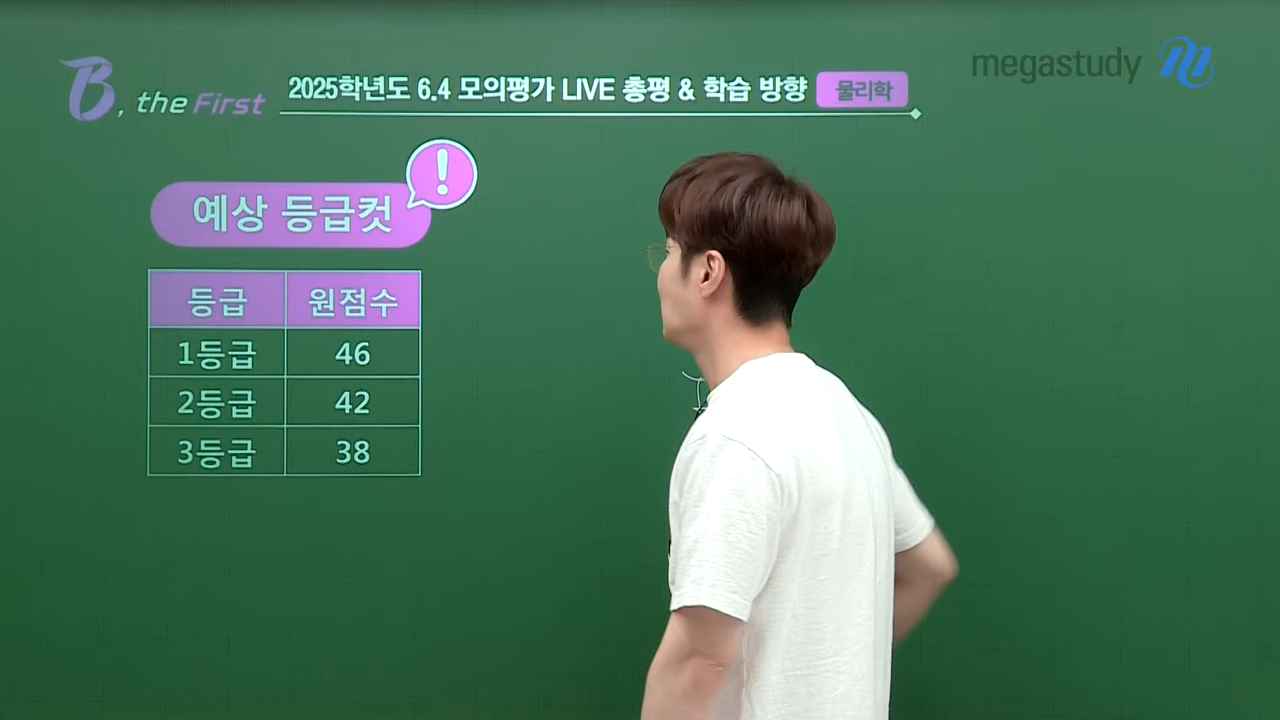 B, the First
2025학년도 6.4 모의평가 LIVE 총평 & 학습 방향 물리학
megastudy
예상 등급컷 !
등급 원점수
1등급 46
2등급 42
3등급 38